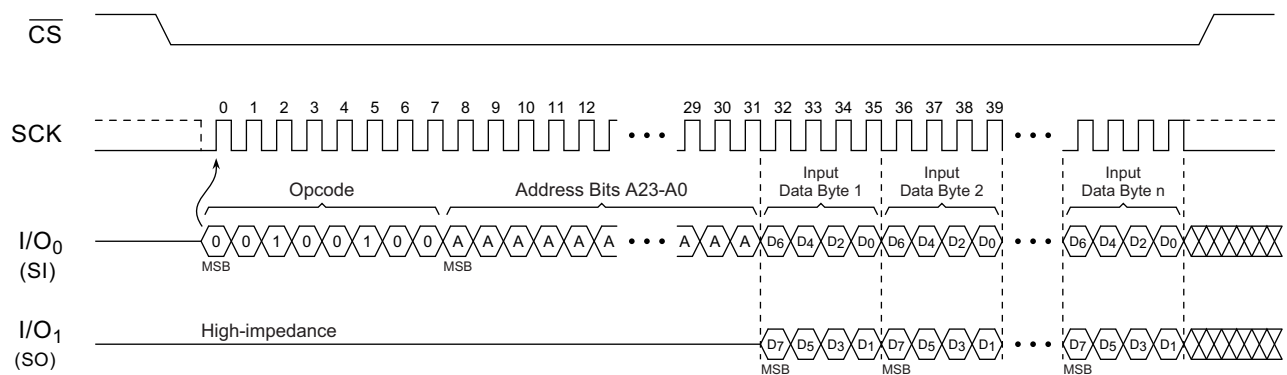 CS
0 1 2 3 4 5 6 7 8 9 10 11 12 29 30 31 32 33 34 35 36 37 38 39
SCK
Opcode
Address Bits A23-A0
Input
Data Byte 1
Input
Data Byte 2
Input
Data Byte n
I/O0
(SI)
0 0 1 0 0 1 0 0 A A A A A A A A A D6 D4 D2 D0 D6 D4 D2 D0 D6 D4 D2 D0
MSB MSB
I/O1
(SO)
High-impedance
D7 D5 D3 D1 D7 D5 D3 D1 D7 D5 D3 D1
MSB MSB MSB